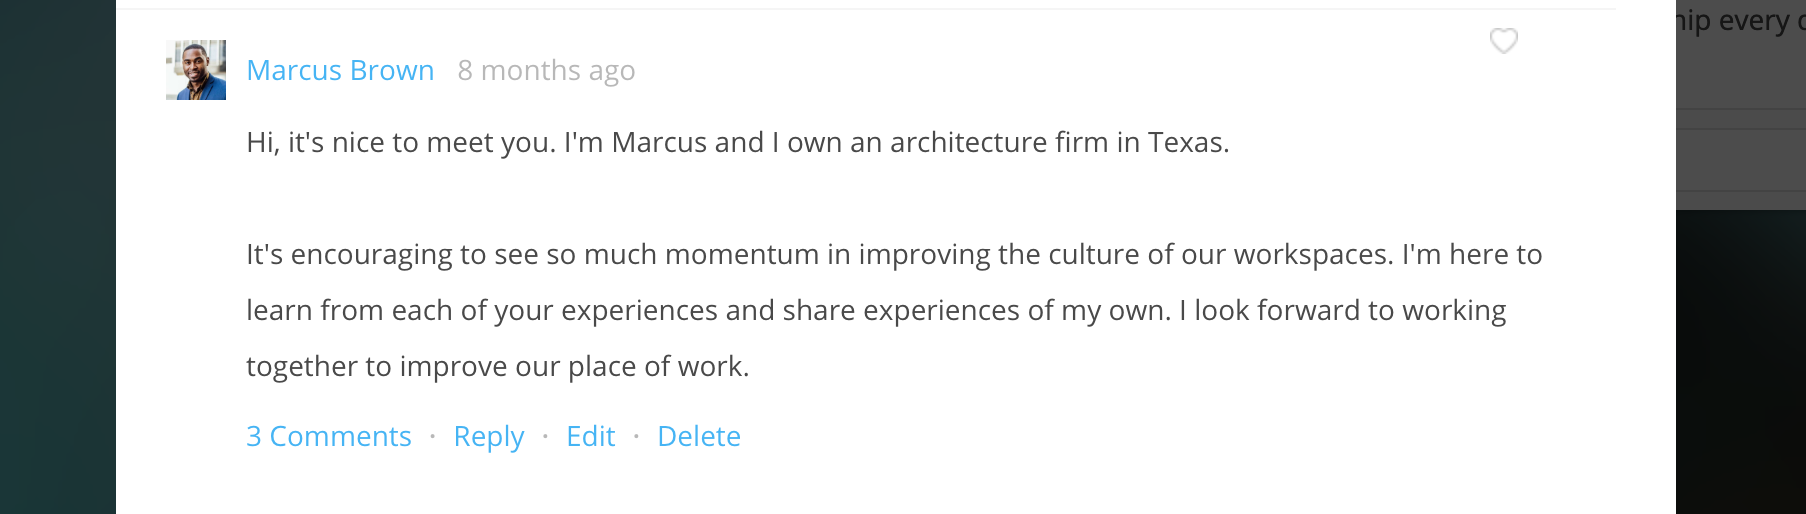 Marcus Brown 8 months ago
Hi, it's nice to meet you. I'm Marcus and I own an architecture firm in Texas.
It's encouraging to see so much momentum in improving the culture of our workspaces. I'm here to
learn from each of your experiences and share experiences of my own. I look forward to working
together to improve our place of work.
3 Comments · Reply · Edit · Delete
every